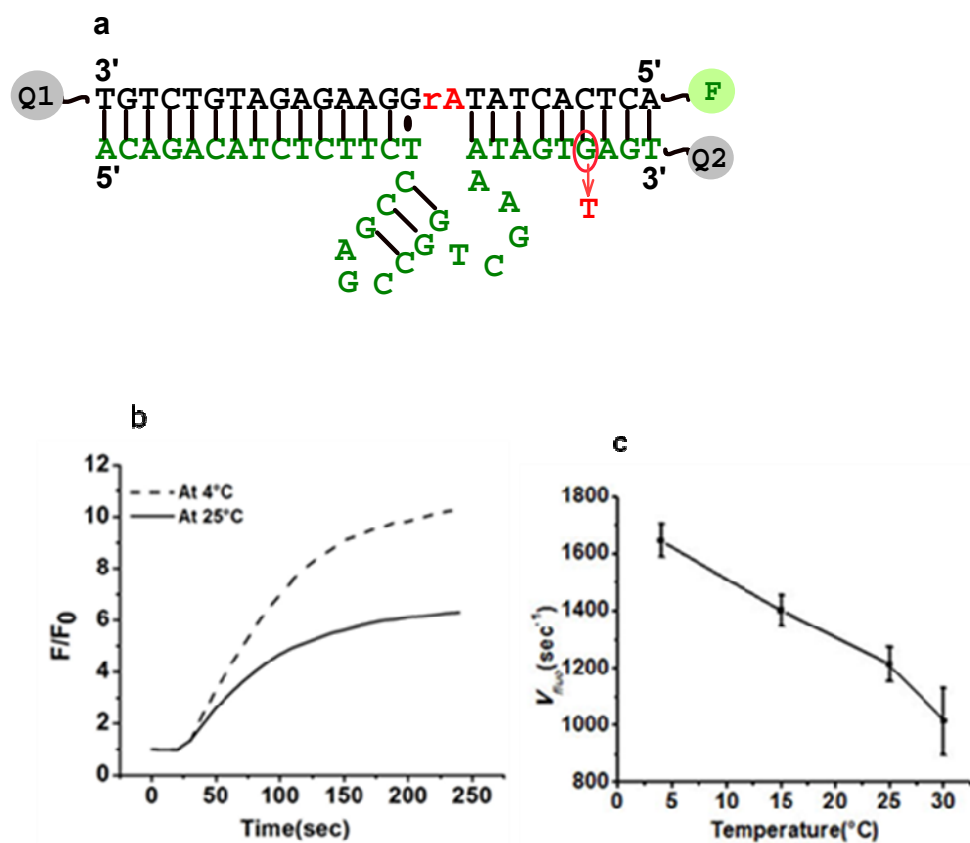 a
3' 5'
Q1 TGTCTGTAGAGAAGGrATATCACTCA F
ACAGACATCTCTTCT ATAGTGAGT Q2
5' 3'
C A
C A
G G T
G G
A G T C
C
G C C
b
c
12
10
8
6
4
2
0
F/F0
At 4°C
At 25°C
0 50 100 150 200 250
Time(sec)
1800
1600
1400
1200
1000
800
Vfluo(sec-1)
0 5 10 15 20 25 30
Temperature(°C)